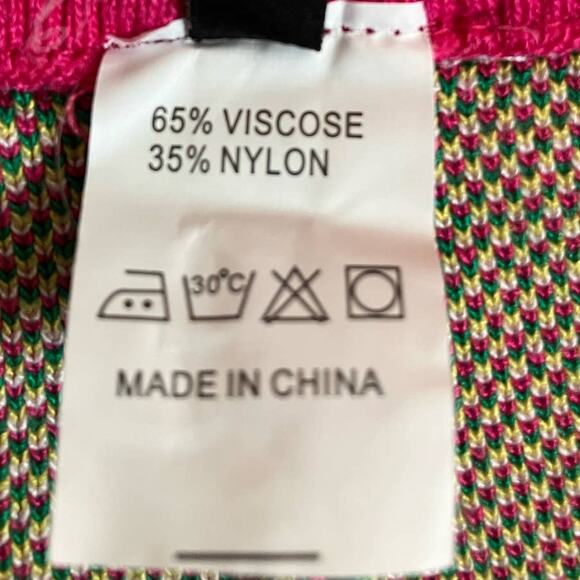 65% VISCOSE
35% NYLON
30°C
MADE IN CHINA